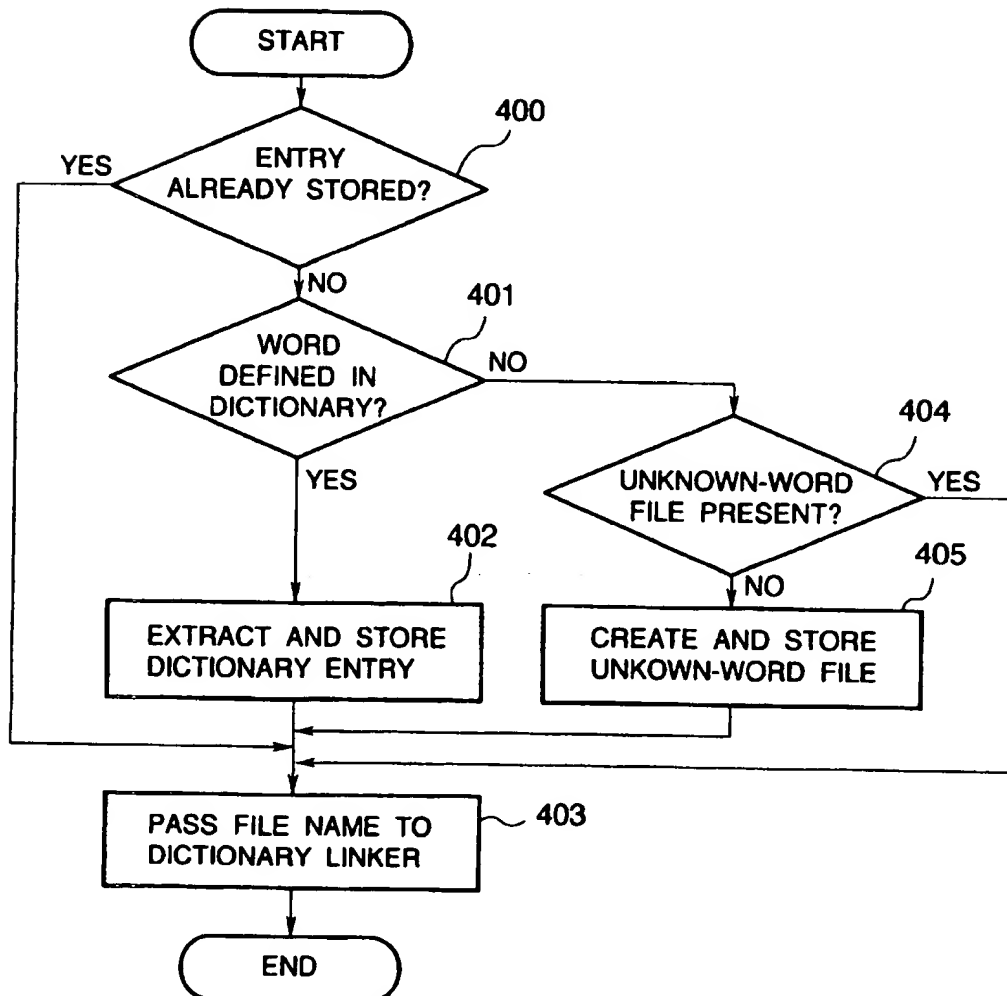 START
400
ENTRY
ALREADY STORED?
YES
NO
401
WORD
DEFINED IN
DICTIONARY?
NO
YES
404
UNKNOWN-WORD
FILE PRESENT?
YES
NO
402
EXTRACT AND STORE
DICTIONARY ENTRY
405
CREATE AND STORE
UNKOWN-WORD FILE
PASS FILE NAME TO
DICTIONARY LINKER
403
END